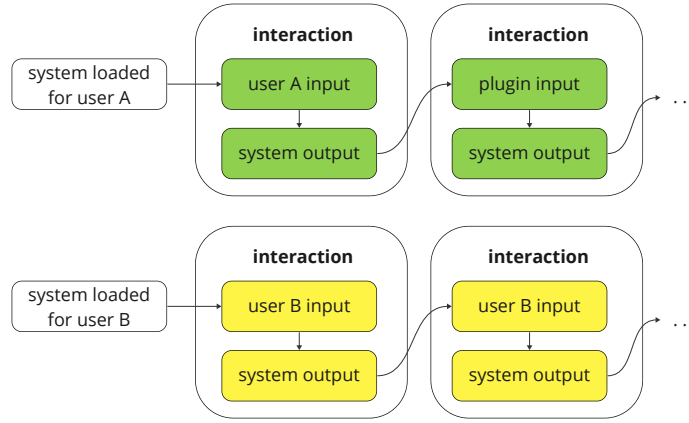 interaction
interaction
system loaded
for user A
user A input
plugin input
system output
system output
. .
interaction
interaction
system loaded
for user B
user B input
user B input
system output
system output
. .